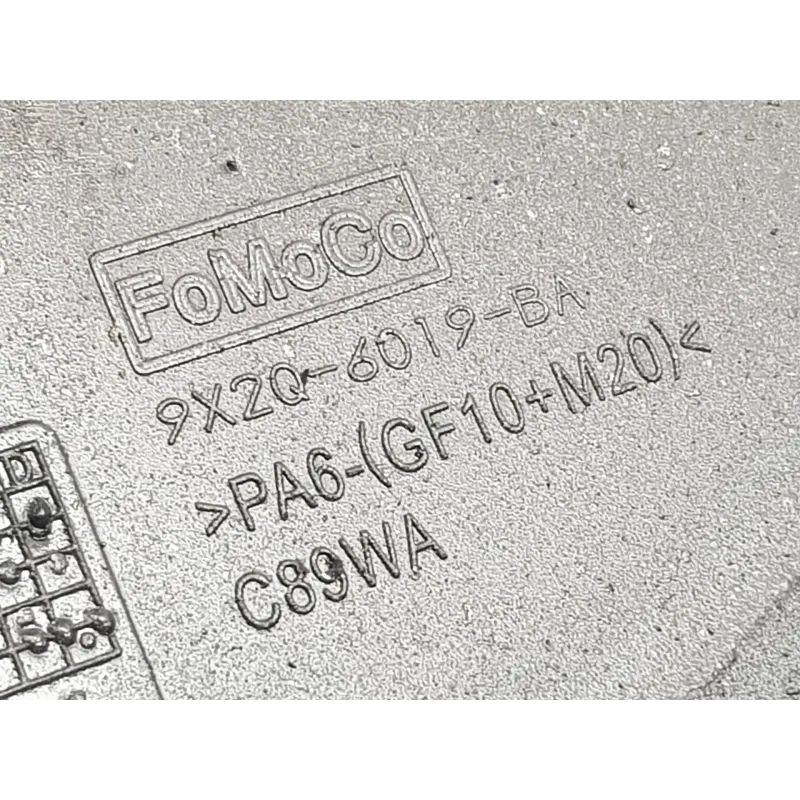 FoMoCo
9X2Q-6019-BA
>PA6-(GF10+M20)<
C89WA
D